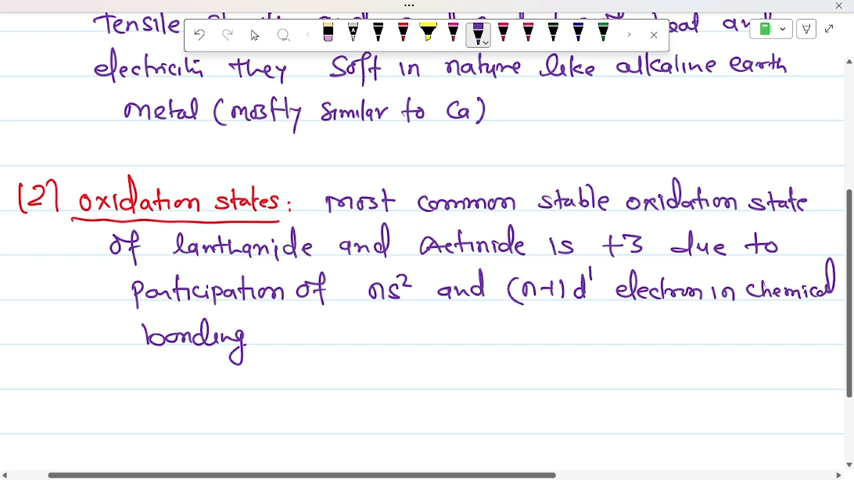 Tensile
electricity they Soft in nature like alkaline earth
metal (mostly similar to Ca)
(2) oxidation states: most common stable oxidation state
of lanthanide and Actinide is +3 due to
participation of ns² and (n-1)d¹ electron in chemical
bonding